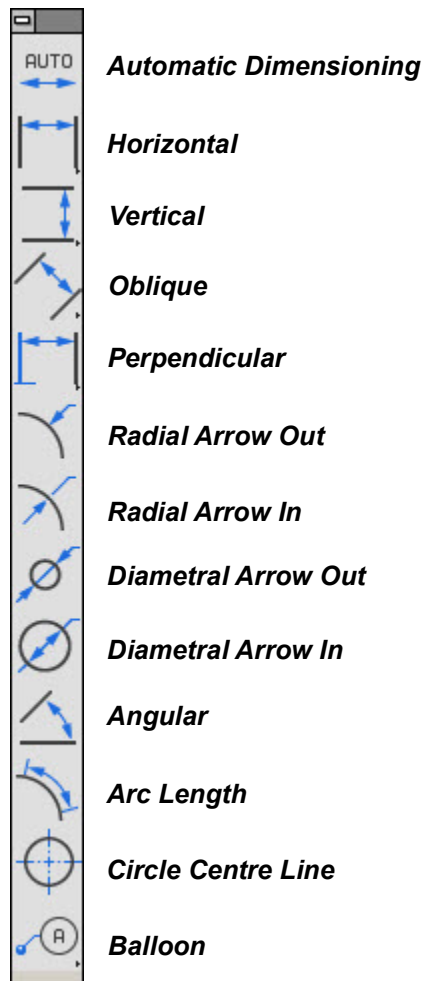 AUTO
Automatic Dimensioning
Horizontal
Vertical
Oblique
Perpendicular
Radial Arrow Out
Radial Arrow In
Diametral Arrow Out
Diametral Arrow In
Angular
Arc Length
Circle Centre Line
A
Balloon